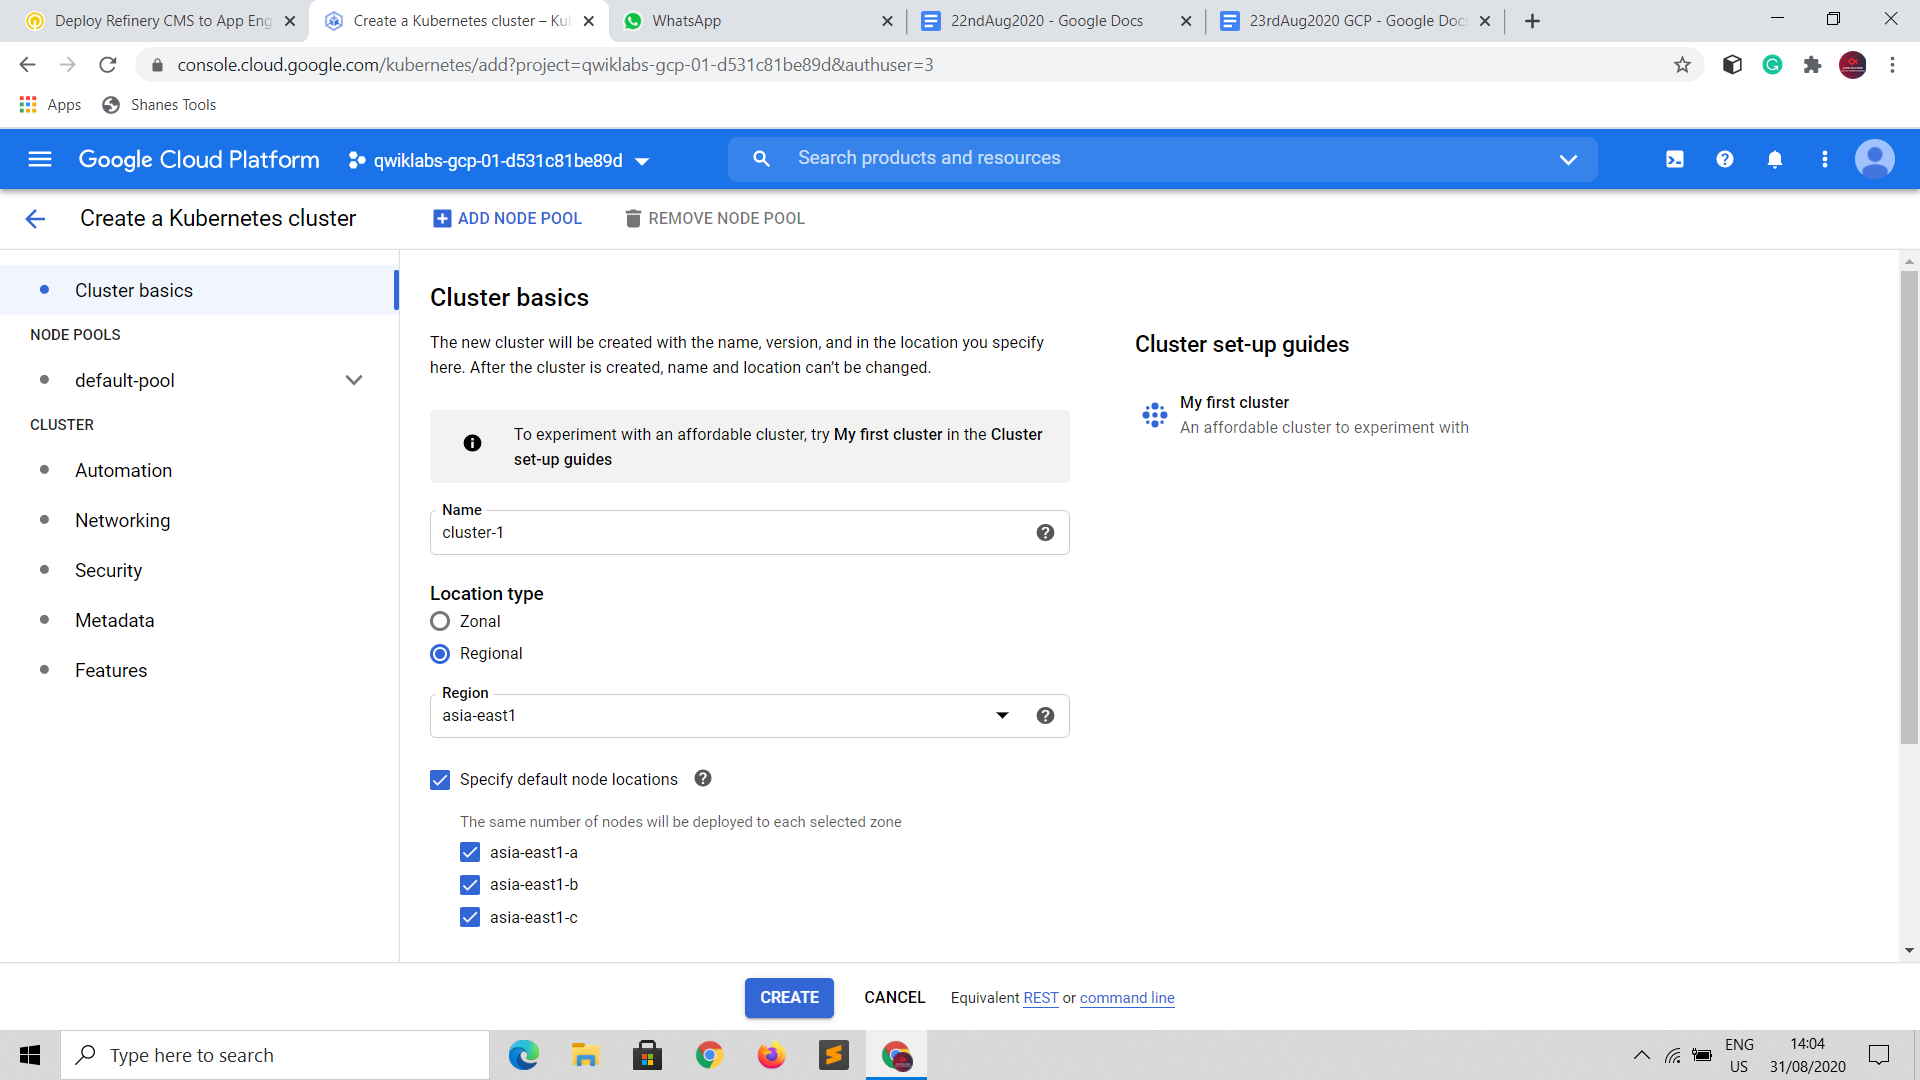 Deploy Refinery CMS to App Eng
Create a Kubernetes cluster – Kub
WhatsApp
22ndAug2020 - Google Docs
23rdAug2020 GCP - Google Docs
console.cloud.google.com/kubernetes/add?project=qwiklabs-gcp-01-d531c81be89d&authuser=3
Apps
Shanes Tools
Google Cloud Platform
qwiklabs-gcp-01-d531c81be89d
Search products and resources
Create a Kubernetes cluster
ADD NODE POOL
REMOVE NODE POOL
Cluster basics
NODE POOLS
default-pool
CLUSTER
Automation
Networking
Security
Metadata
Features
Cluster basics
The new cluster will be created with the name, version, and in the location you specify
here. After the cluster is created, name and location can't be changed.
To experiment with an affordable cluster, try My first cluster in the Cluster
set-up guides
Name
cluster-1
Location type
Zonal
Regional
Region
asia-east1
Specify default node locations
The same number of nodes will be deployed to each selected zone
asia-east1-a
asia-east1-b
asia-east1-c
Cluster set-up guides
My first cluster
An affordable cluster to experiment with
CREATE
CANCEL
Equivalent REST or command line
Type here to search
ENG
US
14:04
31/08/2020